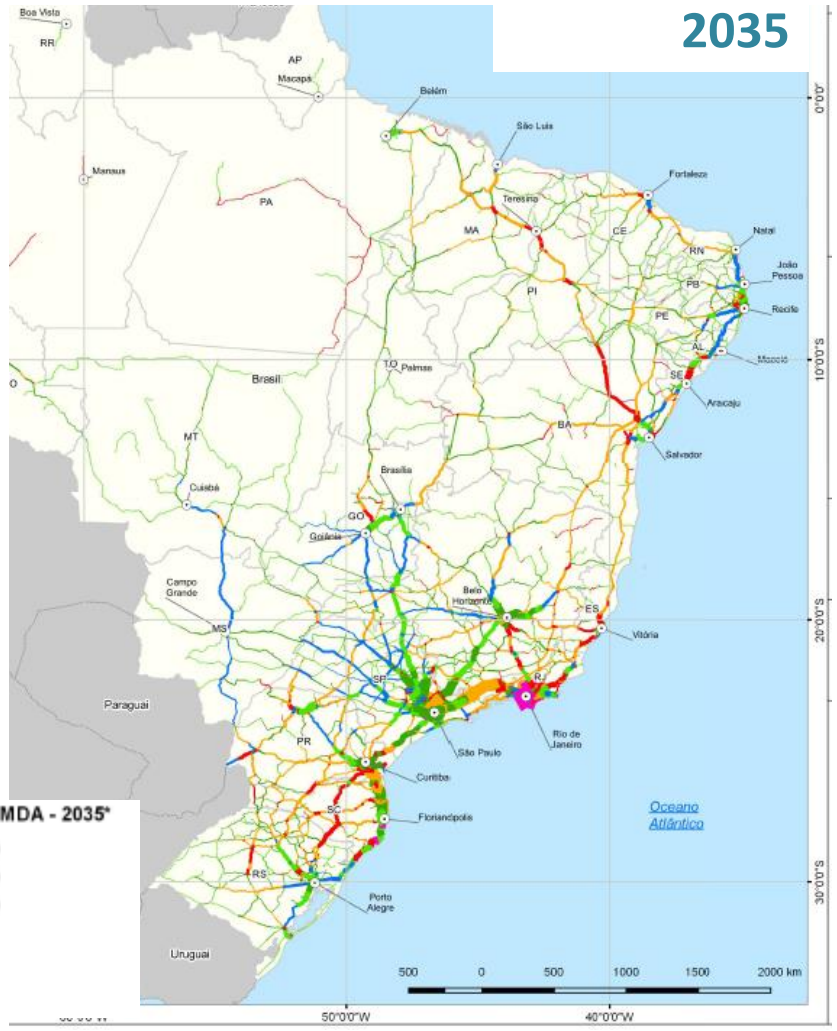 2035
Boa Vista
RR
AP
Macapá
Belém
0°0'0"
São Luis
Manaus
Fortaleza
Teresina
PA
MA
CE
Natal
RN
João
Pessoa
PI
PB
PE
Recife
TO
Palmas
AL
Maceió
10°0'0"S
Brasil
SE
Aracaju
MT
BA
Salvador
Brasília
Cuiabá
GO
Goiânia
Campo
Grande
Belo
Horizonte
ES
MS
Vitória
20°0'0"S
SP
RJ
Paraguai
PR
São Paulo
Rio de
Janeiro
Curitiba
MDA - 2035*
SC
Florianópolis
Oceano
Atlântico
RS
Porto
Alegre
30°0'0"S
Uruguai
500
0
500
1000
1500
2000 km
50°0'0"W
40°0'0"W